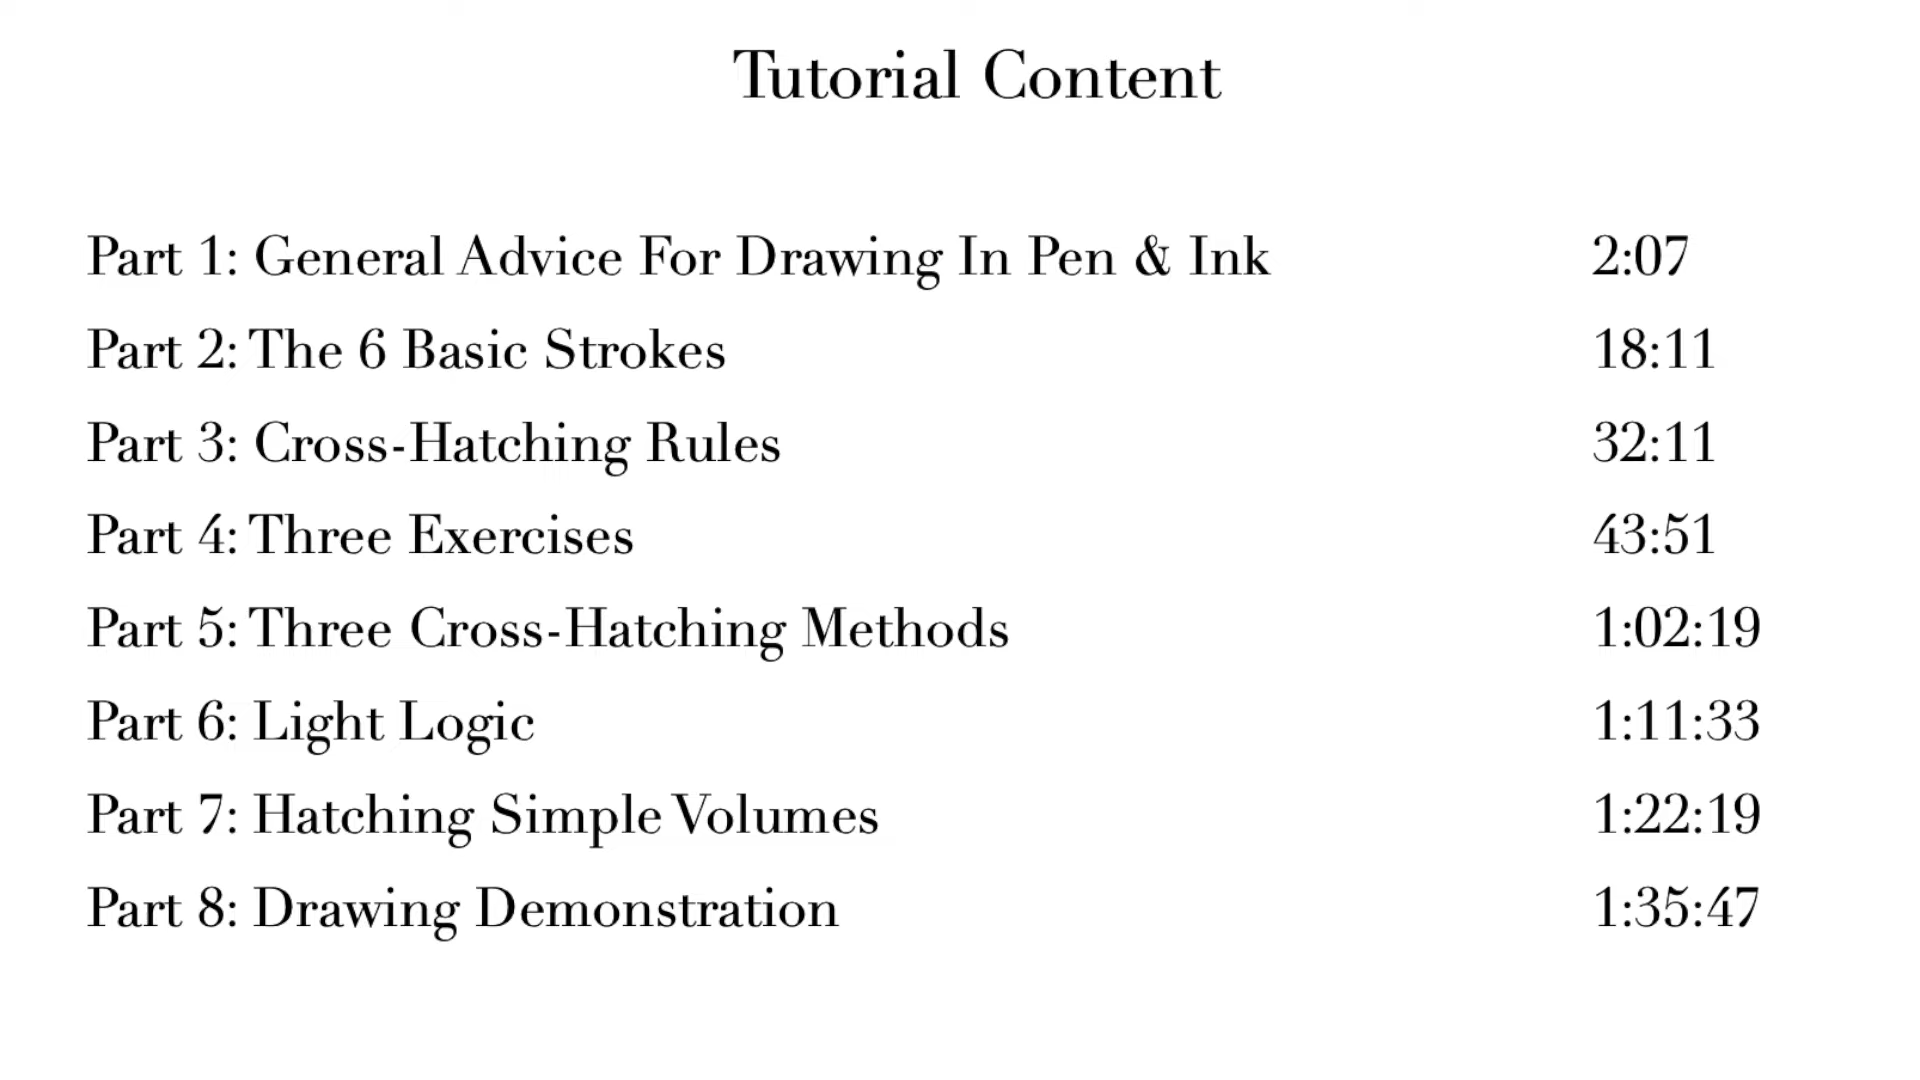 Tutorial Content
Part 1: General Advice For Drawing In Pen & Ink 2:07
Part 2: The 6 Basic Strokes 18:11
Part 3: Cross-Hatching Rules 32:11
Part 4: Three Exercises 43:51
Part 5: Three Cross-Hatching Methods 1:02:19
Part 6: Light Logic 1:11:33
Part 7: Hatching Simple Volumes 1:22:19
Part 8: Drawing Demonstration 1:35:47